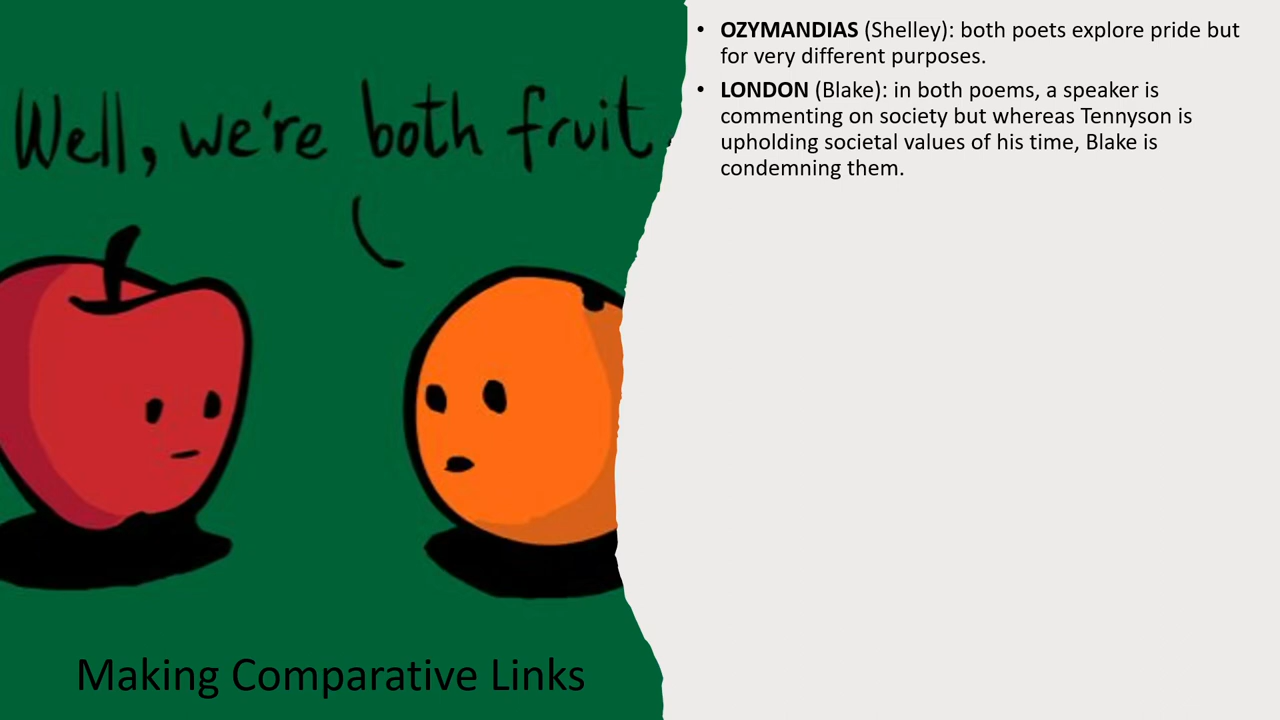 Well, we're both fruit.
• OZYMANDIAS (Shelley): both poets explore pride but
for very different purposes.
• LONDON (Blake): in both poems, a speaker is
commenting on society but whereas Tennyson is
upholding societal values of his time, Blake is
condemning them.
Making Comparative Links